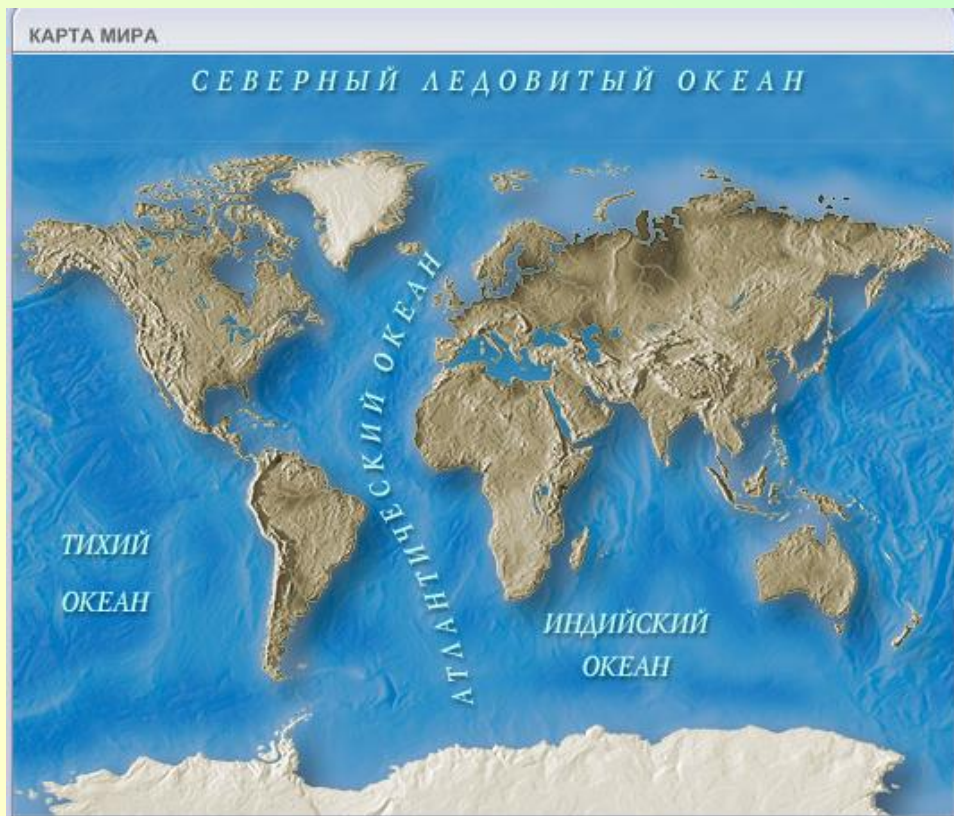 КАРТА МИРА
СЕВЕРНЫЙ ЛЕДОВИТЫЙ ОКЕАН
АТЛАНТИЧЕСКИЙ ОКЕАН
ТИХИЙ
ОКЕАН
ИНДИЙСКИЙ
ОКЕАН